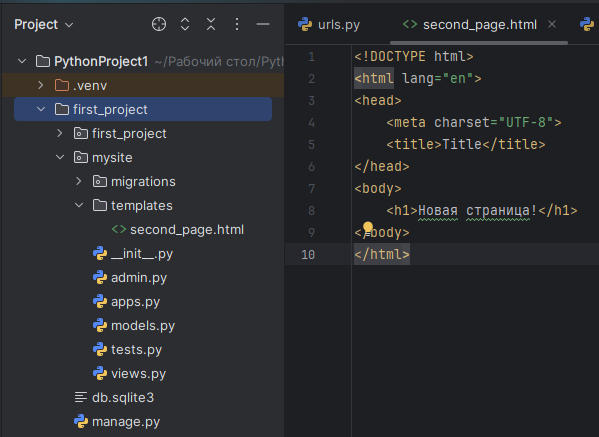 Project
urls.py
second_page.html
PythonProject1 ~/Рабочий стол/Pyth
.venv
first_project
first_project
mysite
migrations
templates
second_page.html
__init__.py
admin.py
apps.py
models.py
tests.py
views.py
db.sqlite3
manage.py
1 <!DOCTYPE html>
2 <html lang="en">
3 <head>
4 <meta charset="UTF-8">
5 <title>Title</title>
6 </head>
7 <body>
8 <h1>Новая страница!</h1>
9 </body>
10 </html>